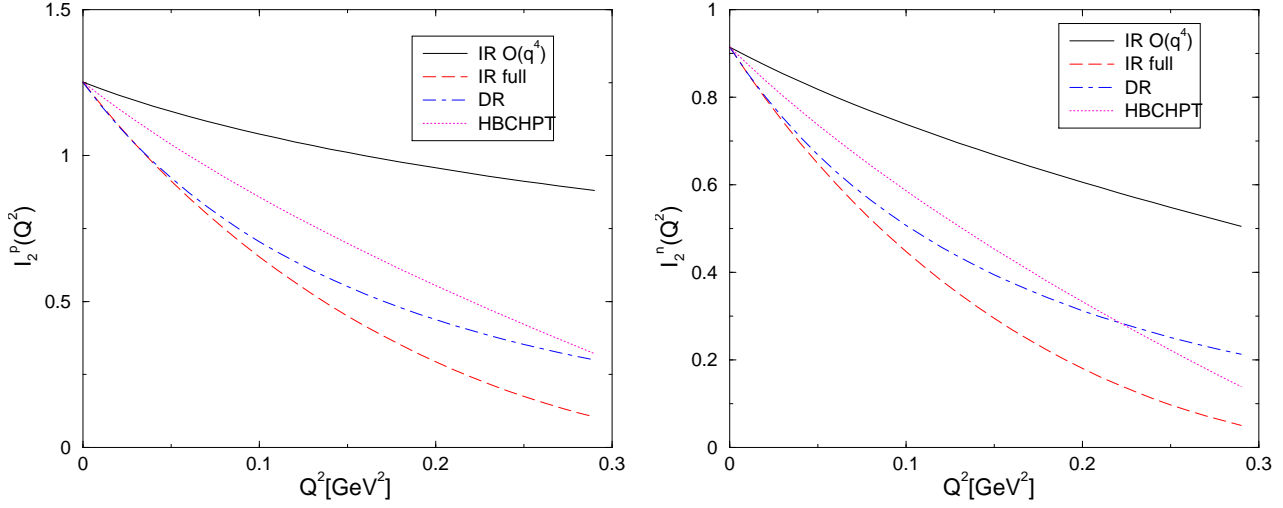 1.5
1
0.5
0
I₂ᵖ(Q²)
IR O(q⁴)
IR full
DR
HBCHPT
0 0.1 0.2 0.3
Q²[GeV²]
1
0.8
0.6
0.4
0.2
0
I₂ⁿ(Q²)
IR O(q⁴)
IR full
DR
HBCHPT
0 0.1 0.2 0.3
Q²[GeV²]